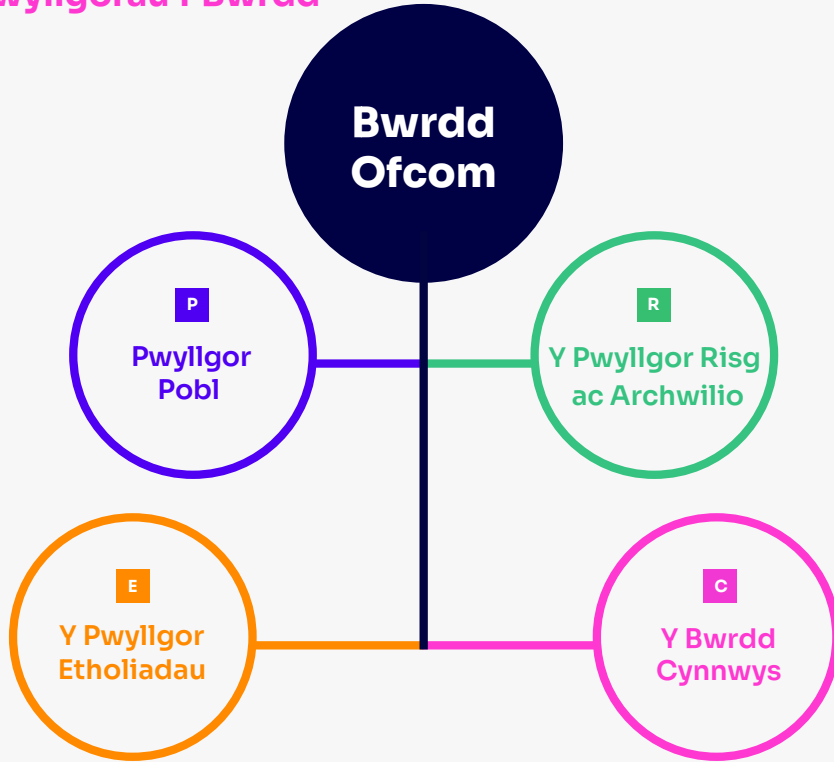 Bwrdd
Ofcom
P
Pwyllgor
Pobl
R
Y Pwyllgor Risg
ac Archwilio
E
Y Pwyllgor
Etholiadau
C
Y Bwrdd
Cynnwys